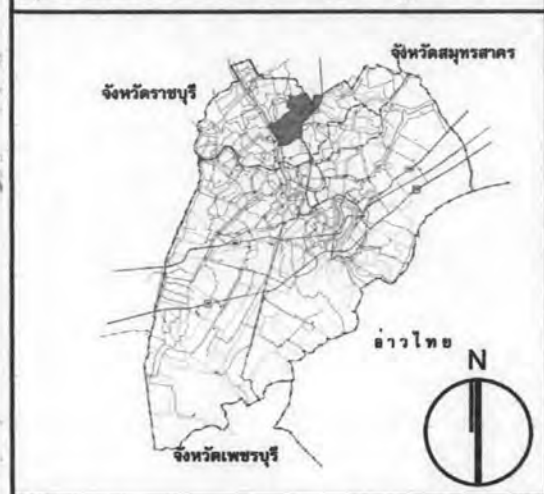 จังหวัดสมุทรสาคร
จังหวัดราชบุรี
อ่าวไทย
N
จังหวัดเพชรบุรี